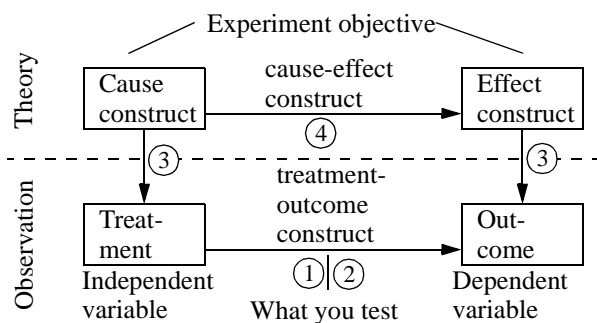 Experiment objective
Theory
Cause
construct
cause-effect
construct
4
Effect
construct
3
3
Observation
Treat-
ment
treatment-
outcome
construct
Out-
come
1
2
Independent
variable
What you test
Dependent
variable